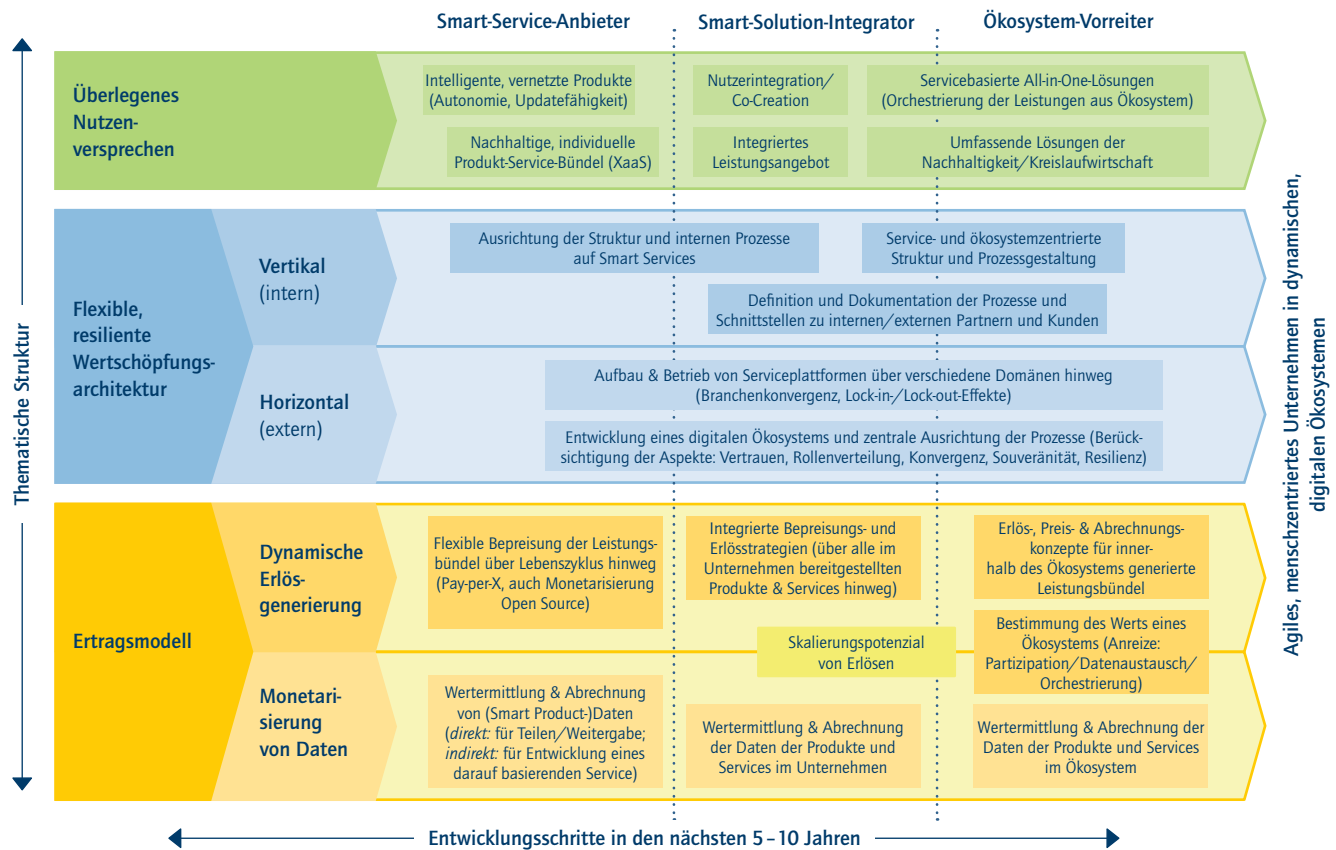 Smart-Service-Anbieter
Smart-Solution-Integrator
Ökosystem-Vorreiter
Thematische Struktur
Überlegenes
Nutzen-
versprechen
Intelligente, vernetzte Produkte
(Autonomie, Updatefähigkeit)
Nutzerintegration/
Co-Creation
Servicebasierte All-in-One-Lösungen
(Orchestrierung der Leistungen aus Ökosystem)
Nachhaltige, individuelle
Produkt-Service-Bündel (XaaS)
Integriertes
Leistungsangebot
Umfassende Lösungen der
Nachhaltigkeit/Kreislaufwirtschaft
Flexible,
resiliente
Wertschöpfungs-
architektur
Vertikal
(intern)
Ausrichtung der Struktur und internen Prozesse
auf Smart Services
Service- und ökosystemzentrierte
Struktur und Prozessgestaltung
Definition und Dokumentation der Prozesse und
Schnittstellen zu internen/externen Partnern und Kunden
Horizontal
(extern)
Aufbau & Betrieb von Serviceplattformen über verschiedene Domänen hinweg
(Branchenkonvergenz, Lock-in-/Lock-out-Effekte)
Entwicklung eines digitalen Ökosystems und zentrale Ausrichtung der Prozesse (Berück-
sichtigung der Aspekte: Vertrauen, Rollenverteilung, Konvergenz, Souveränität, Resilienz)
Ertragsmodell
Dynamische
Erlös-
generierung
Flexible Bepreisung der Leistungs-
bündel über Lebenszyklus hinweg
(Pay-per-X, auch Monetarisierung
Open Source)
Integrierte Bepreisungs- und
Erlösstrategien (über alle im
Unternehmen bereitgestellten
Produkte & Services hinweg)
Erlös-, Preis- & Abrechnungs-
konzepte für inner-
halb des Ökosystems generierte
Leistungsbündel
Skalierungspotenzial
von Erlösen
Bestimmung des Werts eines
Ökosystems (Anreize:
Partizipation/Datenaustausch/
Orchestrierung)
Monetari-
sierung
von Daten
Wertermittlung & Abrechnung
von (Smart Product-)Daten
(direkt: für Teilen/Weitergabe;
indirekt: für Entwicklung eines
darauf basierenden Service)
Wertermittlung & Abrechnung
der Daten der Produkte und
Services im Unternehmen
Wertermittlung & Abrechnung der
Daten der Produkte und Services
im Ökosystem
Agiles, menschzentriertes Unternehmen in dynamischen,
digitalen Ökosystemen
Entwicklungsschritte in den nächsten 5–10 Jahren